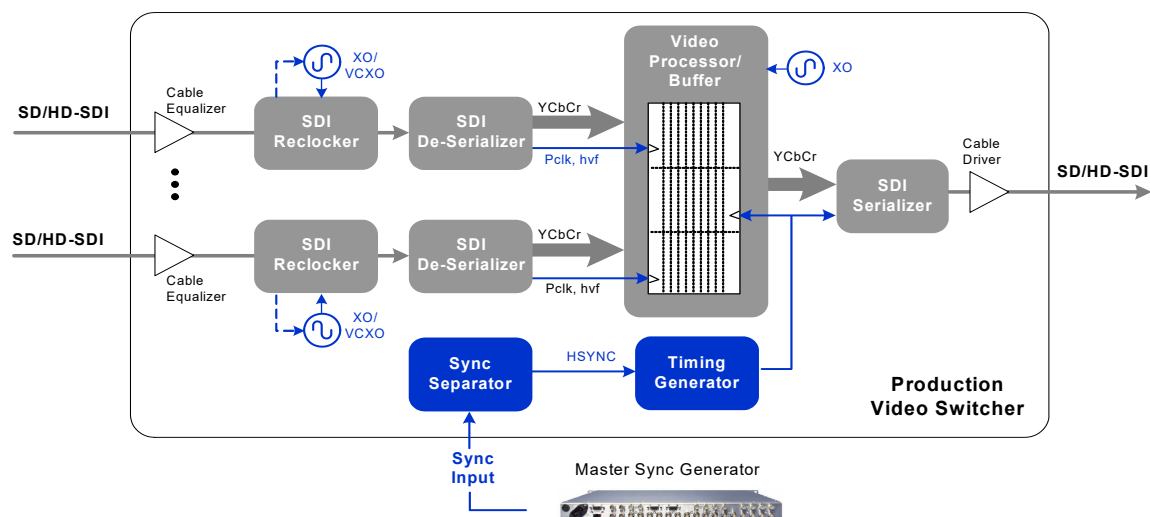 XO/
VCXO
Cable
Equalizer
SD/HD-SDI
SDI
Reclocker
SDI
De-Serializer
YCbCr
Pclk, hvf
Video
Processor/
Buffer
XO
YCbCr
SDI
Serializer
Cable
Driver
SD/HD-SDI
SD/HD-SDI
Cable
Equalizer
SDI
Reclocker
XO/
VCXO
SDI
De-Serializer
YCbCr
Pclk, hvf
Sync
Separator
HSYNC
Timing
Generator
Production
Video Switcher
Sync
Input
Master Sync Generator